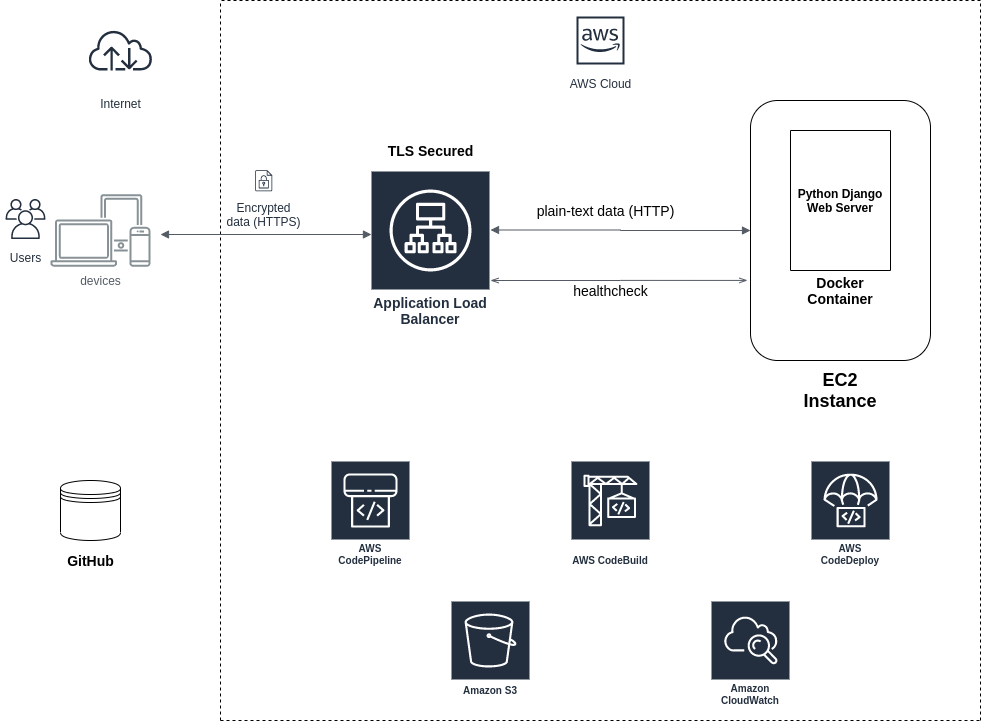 aws
AWS Cloud
Internet
TLS Secured
Encrypted
data (HTTPS)
Users
devices
Application Load
Balancer
plain-text data (HTTP)
healthcheck
Python Django
Web Server
Docker
Container
EC2
Instance
GitHub
</>
AWS
CodePipeline
</>
AWS CodeBuild
</>
AWS
CodeDeploy
Amazon S3
Amazon
CloudWatch